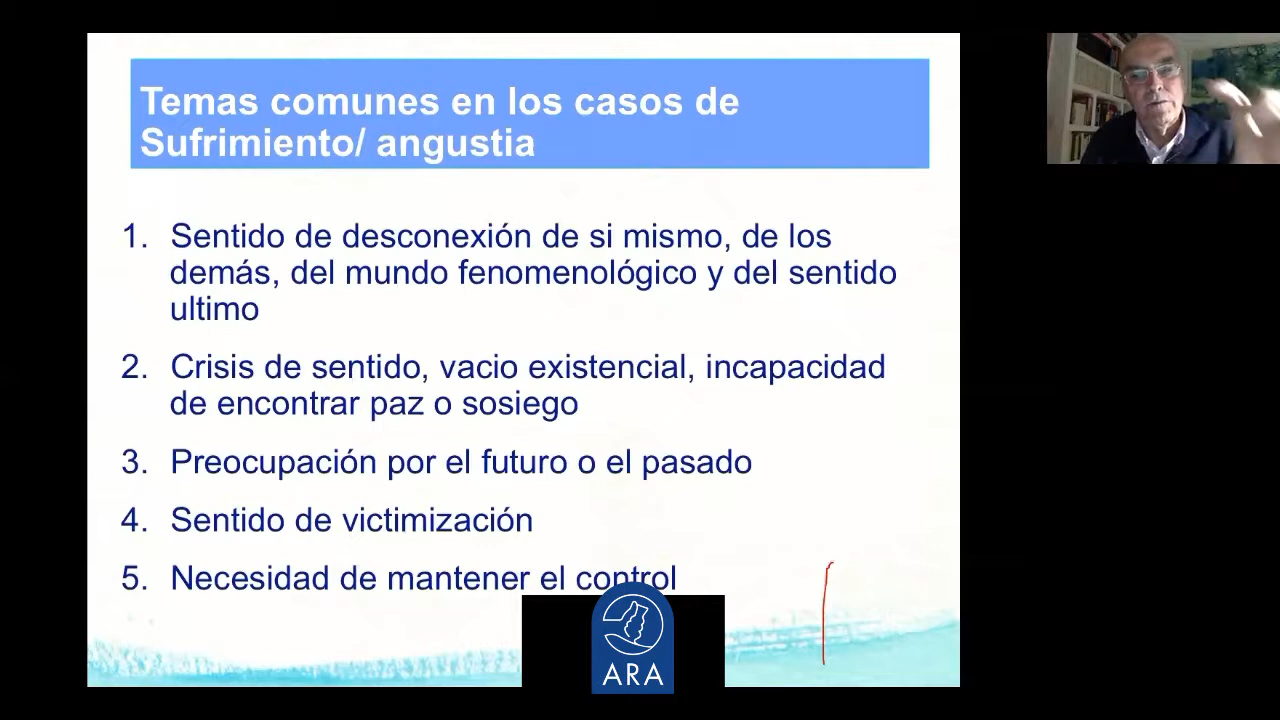 Temas comunes en los casos de
Sufrimiento/ angustia
1. Sentido de desconexión de si mismo, de los
demás, del mundo fenomenológico y del sentido
ultimo
2. Crisis de sentido, vacio existencial, incapacidad
de encontrar paz o sosiego
3. Preocupación por el futuro o el pasado
4. Sentido de victimización
5. Necesidad de mantener el control
ARA